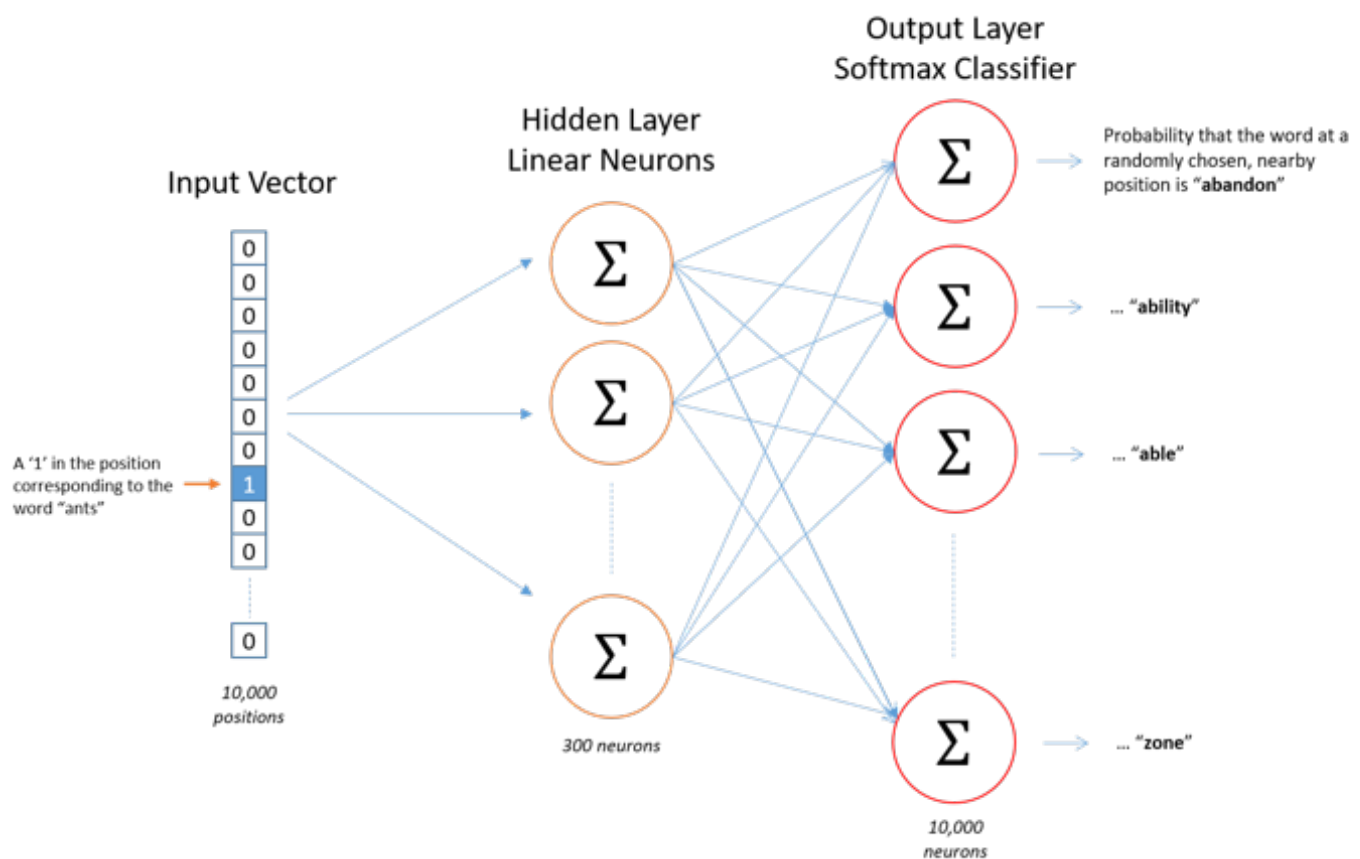 Output Layer
Softmax Classifier
Hidden Layer
Linear Neurons
Input Vector
0
0
0
0
0
0
0
1
0
0
0
A ‘1’ in the position
corresponding to the
word “ants”
10,000
positions
Σ
Σ
Σ
300 neurons
Σ
Σ
Σ
Σ
10,000
neurons
Probability that the word at a
randomly chosen, nearby
position is “abandon”
... “ability”
... “able”
... “zone”